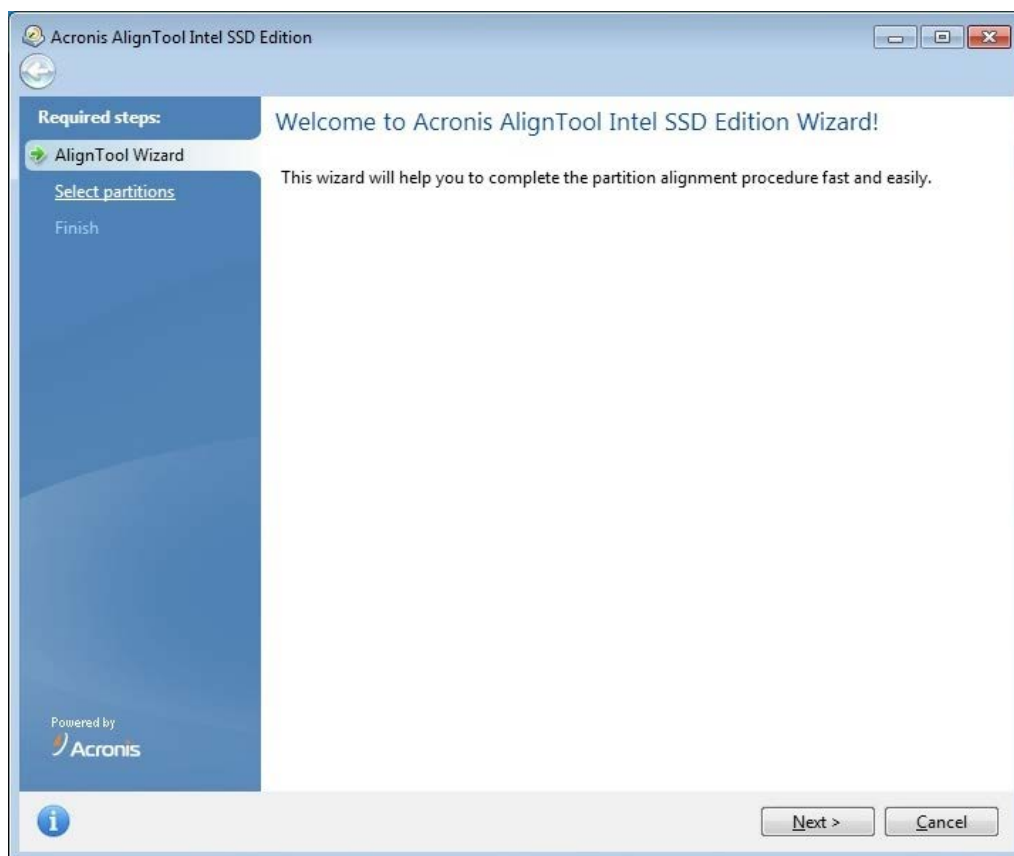 Acronis AlignTool Intel SSD Edition
Required steps:
AlignTool Wizard
Select partitions
Finish
Welcome to Acronis AlignTool Intel SSD Edition Wizard!
This wizard will help you to complete the partition alignment procedure fast and easily.
Powered by
Acronis
Next >
Cancel